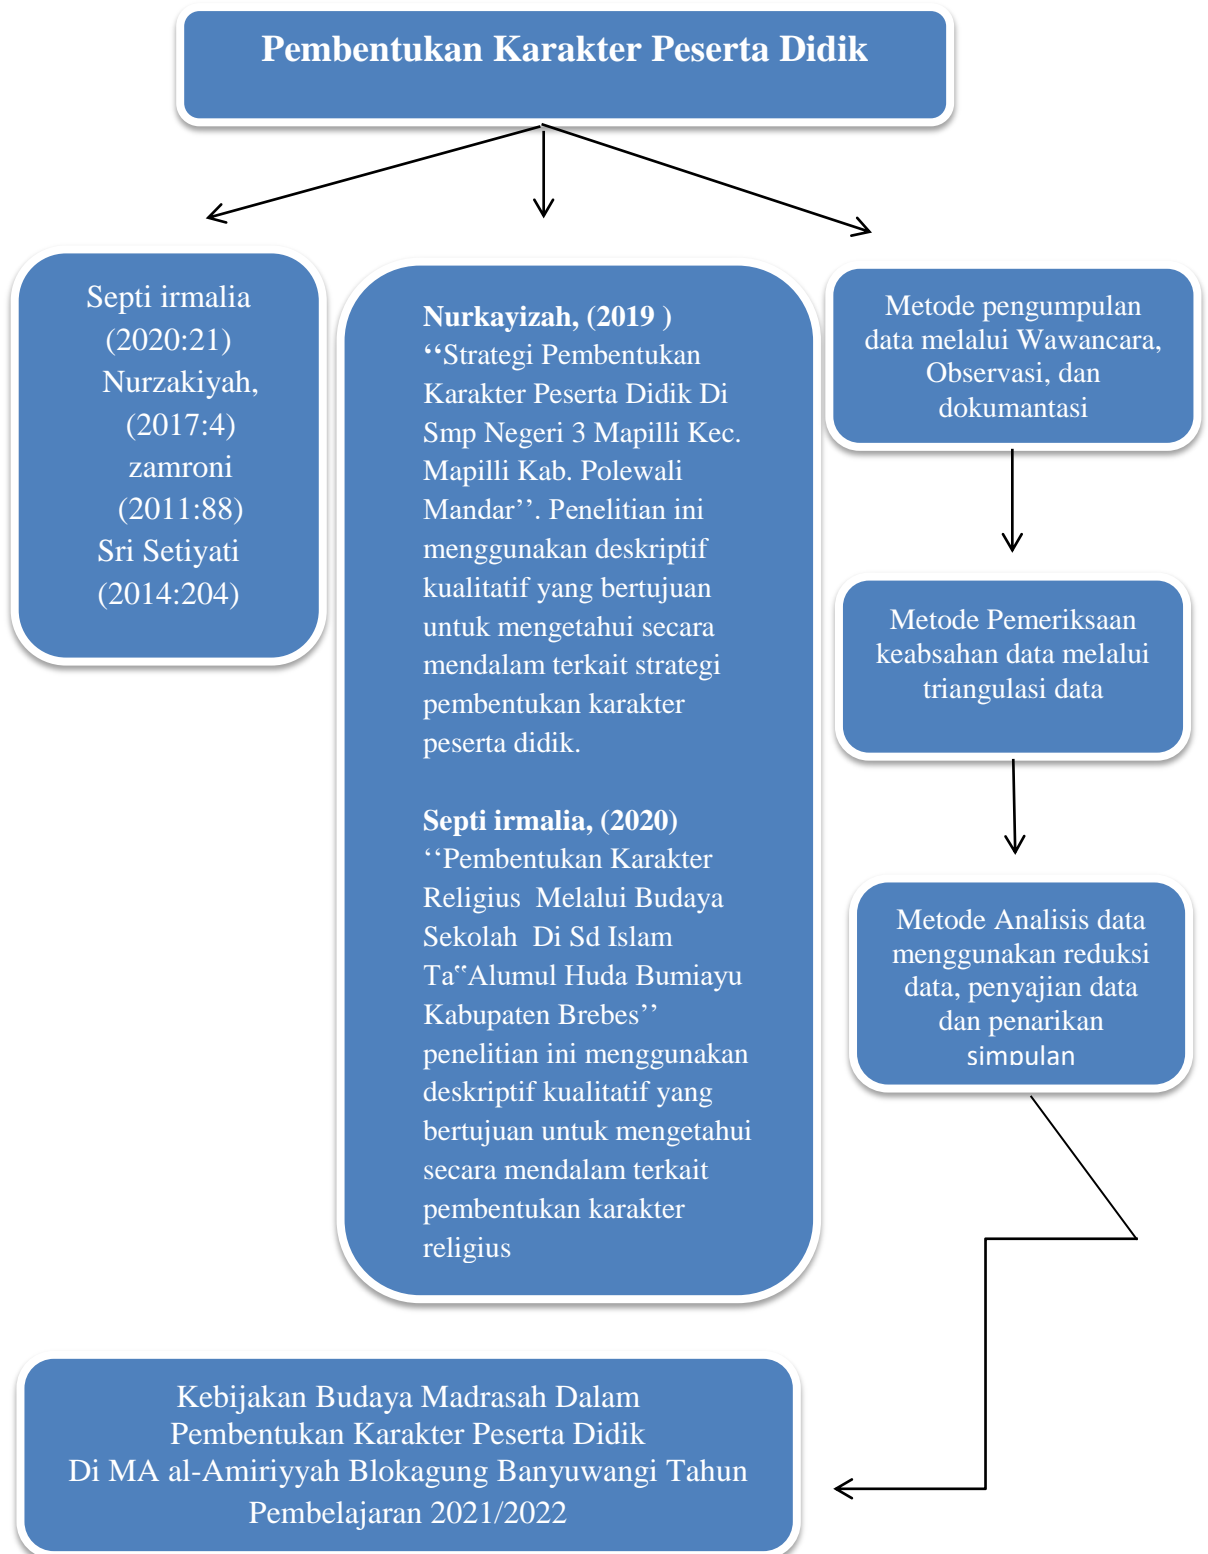 Pembentukan Karakter Peserta Didik
Septi irmalia
(2020:21)
Nurzakiyah,
(2017:4)
zamroni
(2011:88)
Sri Setiyati
(2014:204)
Nurkayizah, (2019 )
‘‘Strategi Pembentukan
Karakter Peserta Didik Di
Smp Negeri 3 Mapilli Kec.
Mapilli Kab. Polewali
Mandar’’. Penelitian ini
menggunakan deskriptif
kualitatif yang bertujuan
untuk mengetahui secara
mendalam terkait strategi
pembentukan karakter
peserta didik.
Septi irmalia, (2020)
‘‘Pembentukan Karakter
Religius  Melalui Budaya
Sekolah  Di Sd Islam
Ta‟Alumul Huda Bumiayu
Kabupaten Brebes’’
penelitian ini menggunakan
deskriptif kualitatif yang
bertujuan untuk mengetahui
secara mendalam terkait
pembentukan karakter
religius
Metode pengumpulan
data melalui Wawancara,
Observasi, dan
dokumantasi
Metode Pemeriksaan
keabsahan data melalui
triangulasi data
Metode Analisis data
menggunakan reduksi
data, penyajian data
dan penarikan
simpulan
Kebijakan Budaya Madrasah Dalam
Pembentukan Karakter Peserta Didik
Di MA al-Amiriyyah Blokagung Banyuwangi Tahun
Pembelajaran 2021/2022